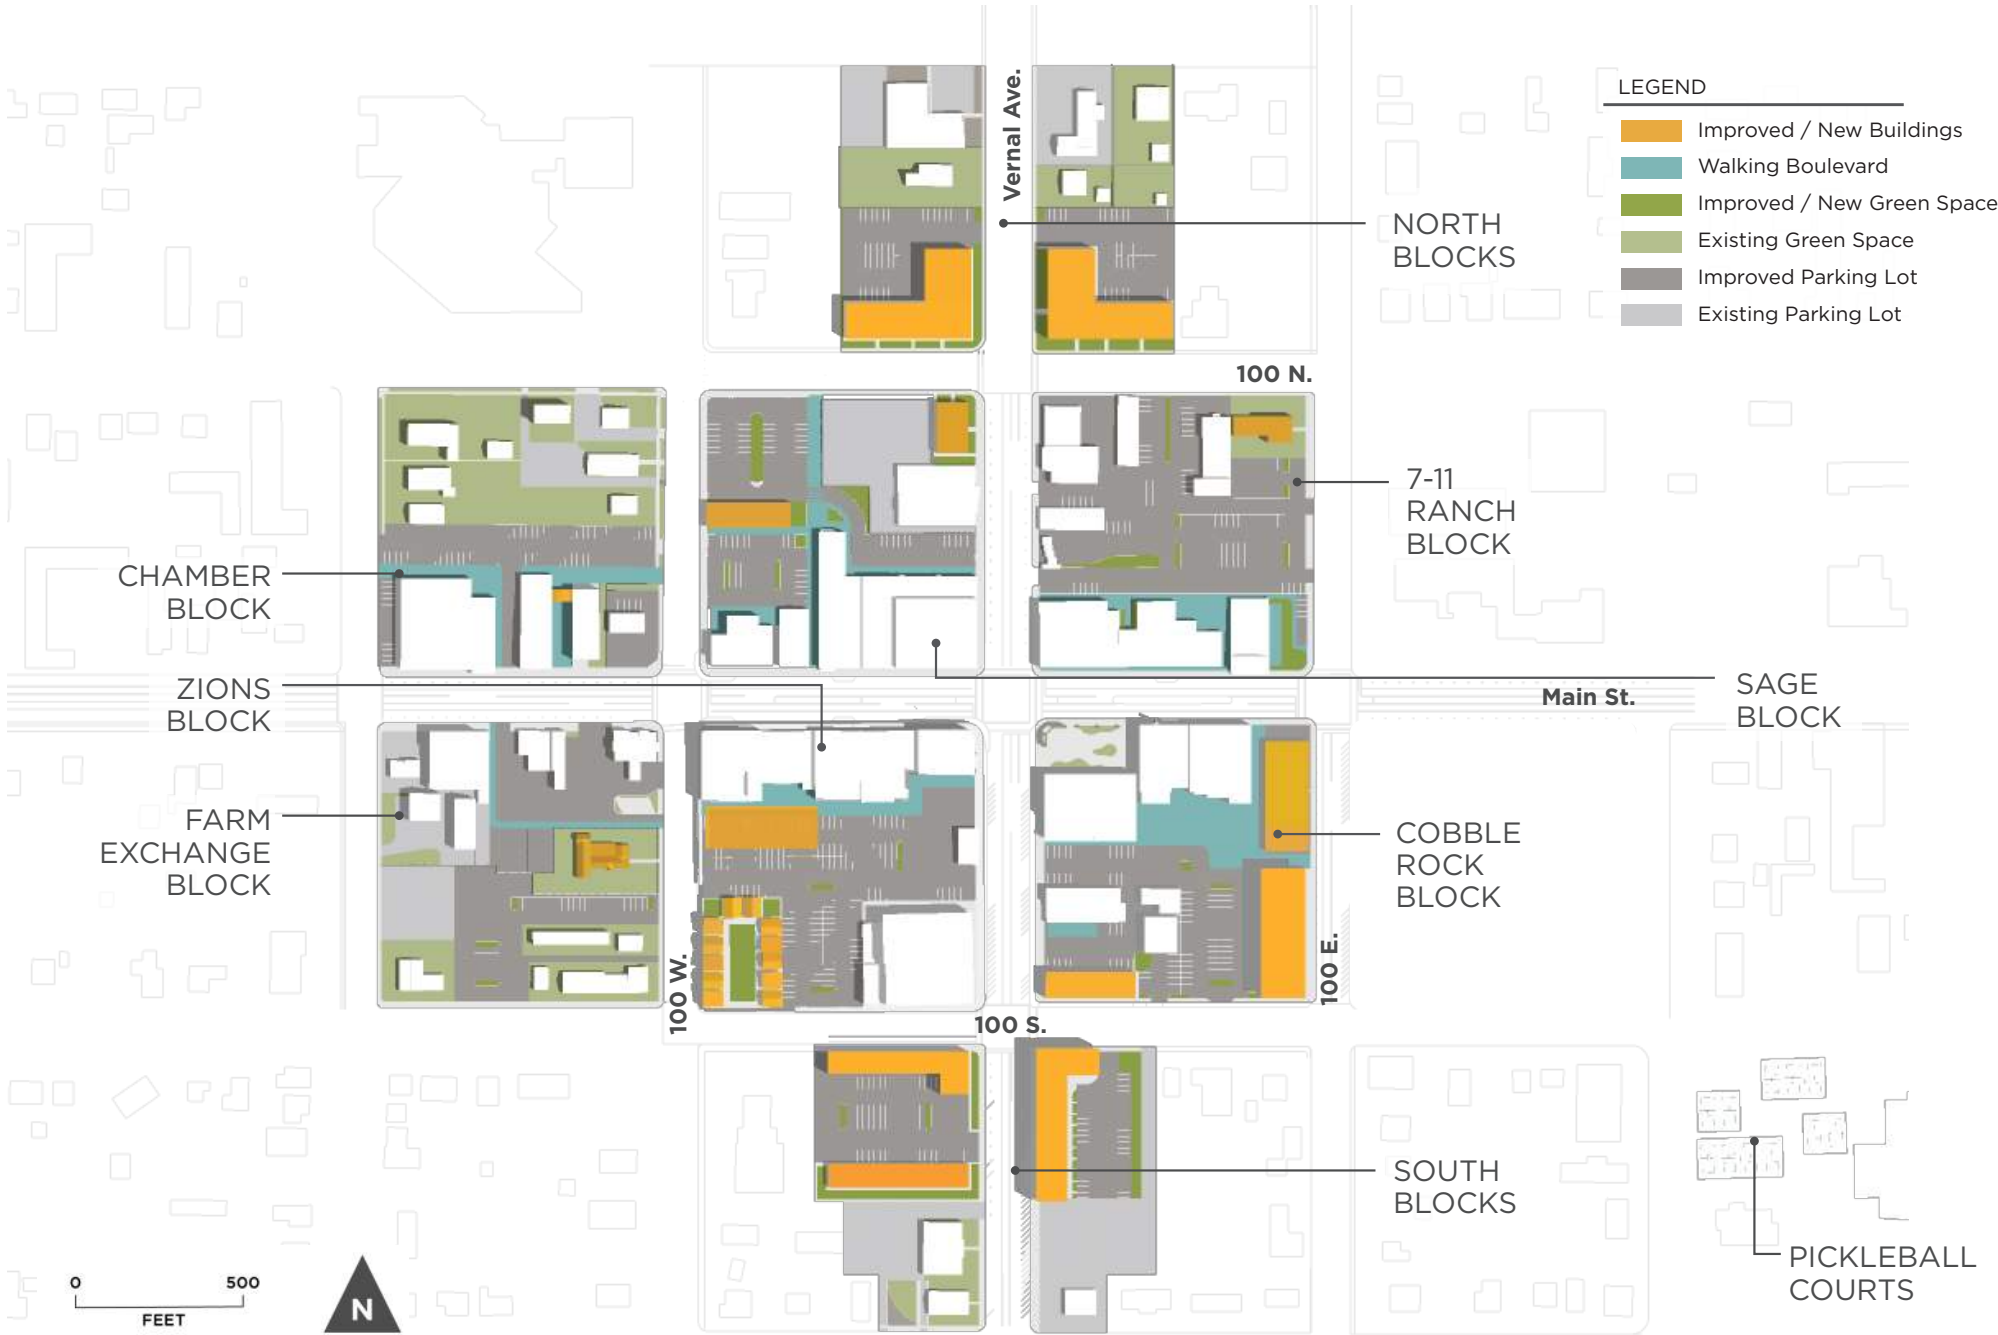 Vernal Ave.
LEGEND
Improved / New Buildings
Walking Boulevard
Improved / New Green Space
Existing Green Space
Improved Parking Lot
Existing Parking Lot
NORTH
BLOCKS
100 N.
7-11
RANCH
BLOCK
CHAMBER
BLOCK
ZIONS
BLOCK
Main St.
SAGE
BLOCK
FARM
EXCHANGE
BLOCK
COBBLE
ROCK
BLOCK
100 W.
100 E.
100 S.
SOUTH
BLOCKS
PICKLEBALL
COURTS
0 500
FEET
N